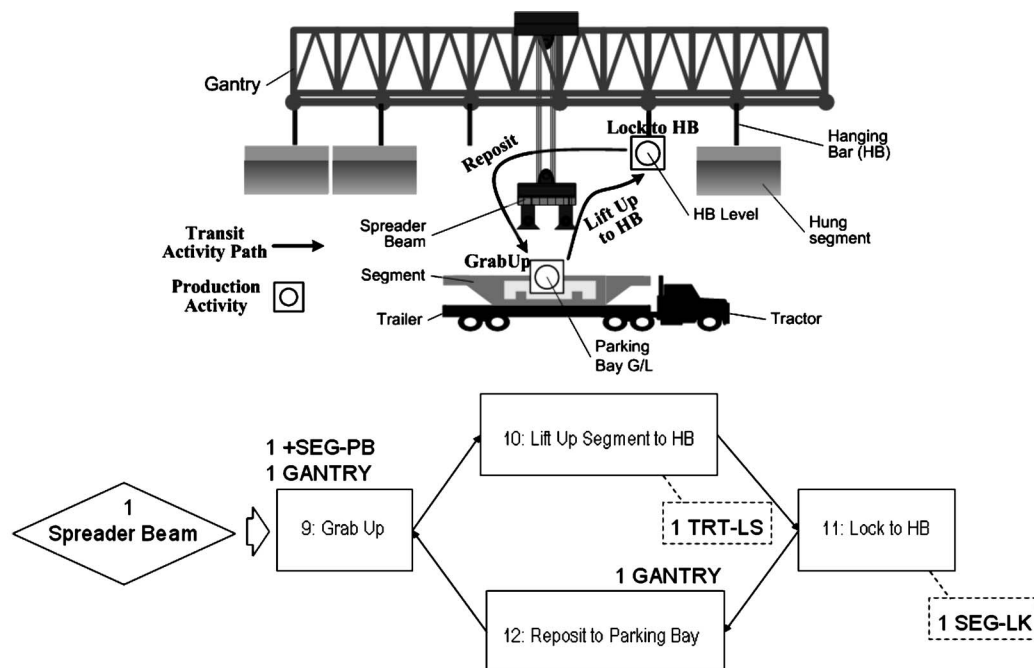 Gantry
Lock to HB
Reposit
Hanging
Bar (HB)
Lift Up
to HB
HB Level
Spreader
Beam
Hung
segment
Transit
Activity Path
GrabUp
Segment
Production
Activity
Trailer
Tractor
Parking
Bay G/L
10: Lift Up Segment to HB
1 +SEG-PB
1 GANTRY
1
Spreader Beam
9: Grab Up
1 TRT-LS
11: Lock to HB
1 GANTRY
12: Reposit to Parking Bay
1 SEG-LK